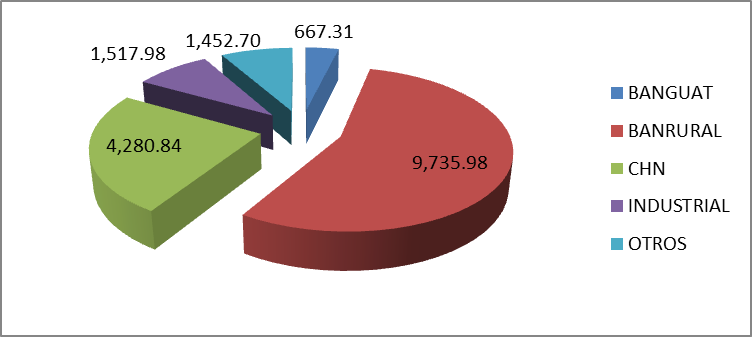 667.31
1,452.70
1,517.98
4,280.84
9,735.98
BANGUAT
BANRURAL
CHN
INDUSTRIAL
OTROS